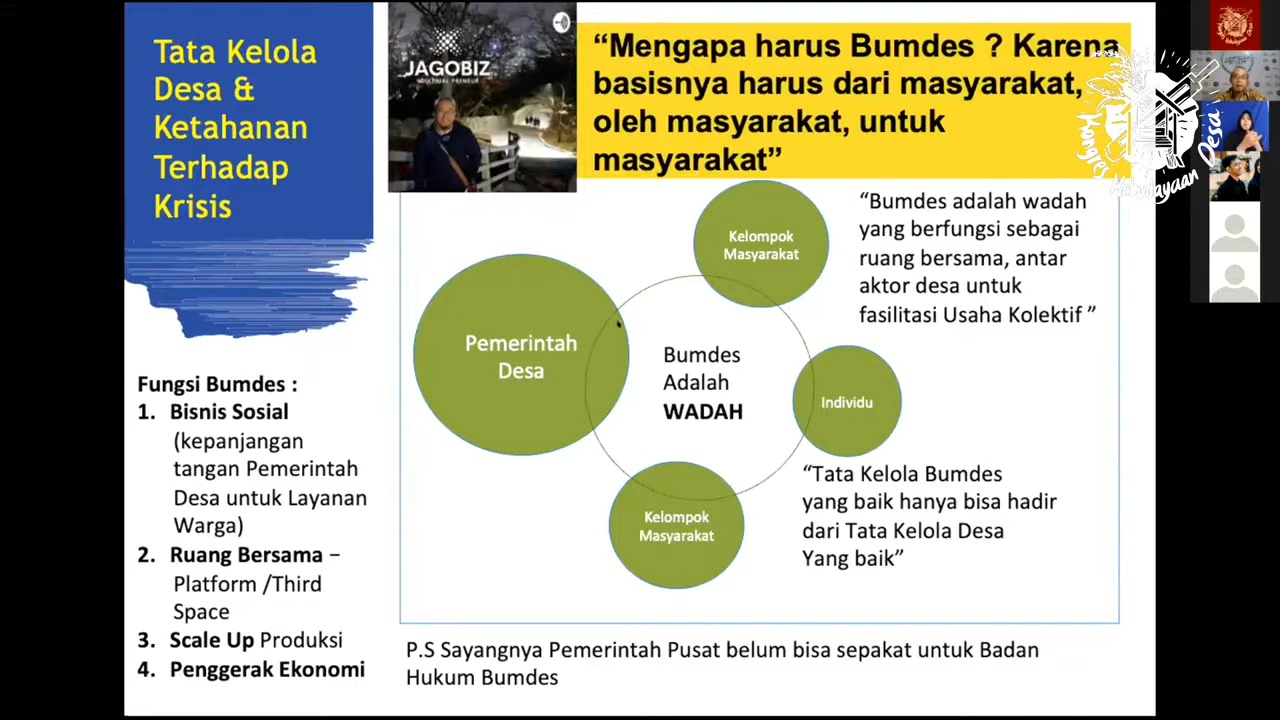 Tata Kelola
Desa &
Ketahanan
Terhadap
Krisis
JAGOBIZ
“Mengapa harus Bumdes ? Karena
basisnya harus dari masyarakat,
oleh masyarakat, untuk
masyarakat”
Kongres Kebudayaan Desa
Kelompok
Masyarakat
“Bumdes adalah wadah
yang berfungsi sebagai
ruang bersama, antar
aktor desa untuk
fasilitasi Usaha Kolektif ”
Pemerintah
Desa
Bumdes
Adalah
WADAH
Individu
Kelompok
Masyarakat
“Tata Kelola Bumdes
yang baik hanya bisa hadir
dari Tata Kelola Desa
Yang baik”
Fungsi Bumdes :
1. Bisnis Sosial
(kepanjangan
tangan Pemerintah
Desa untuk Layanan
Warga)
2. Ruang Bersama –
Platform /Third
Space
3. Scale Up Produksi
4. Penggerak Ekonomi
P.S Sayangnya Pemerintah Pusat belum bisa sepakat untuk Badan
Hukum Bumdes